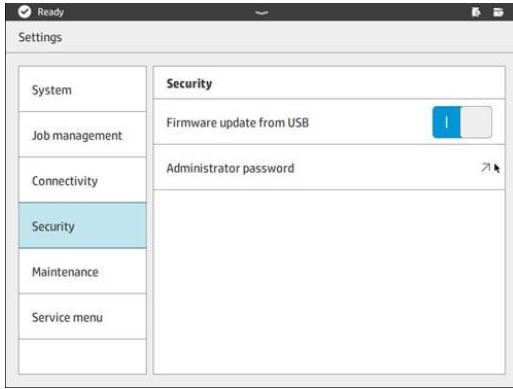 Ready
Settings
System
Job management
Connectivity
Security
Maintenance
Service menu
Security
Firmware update from USB
Administrator password